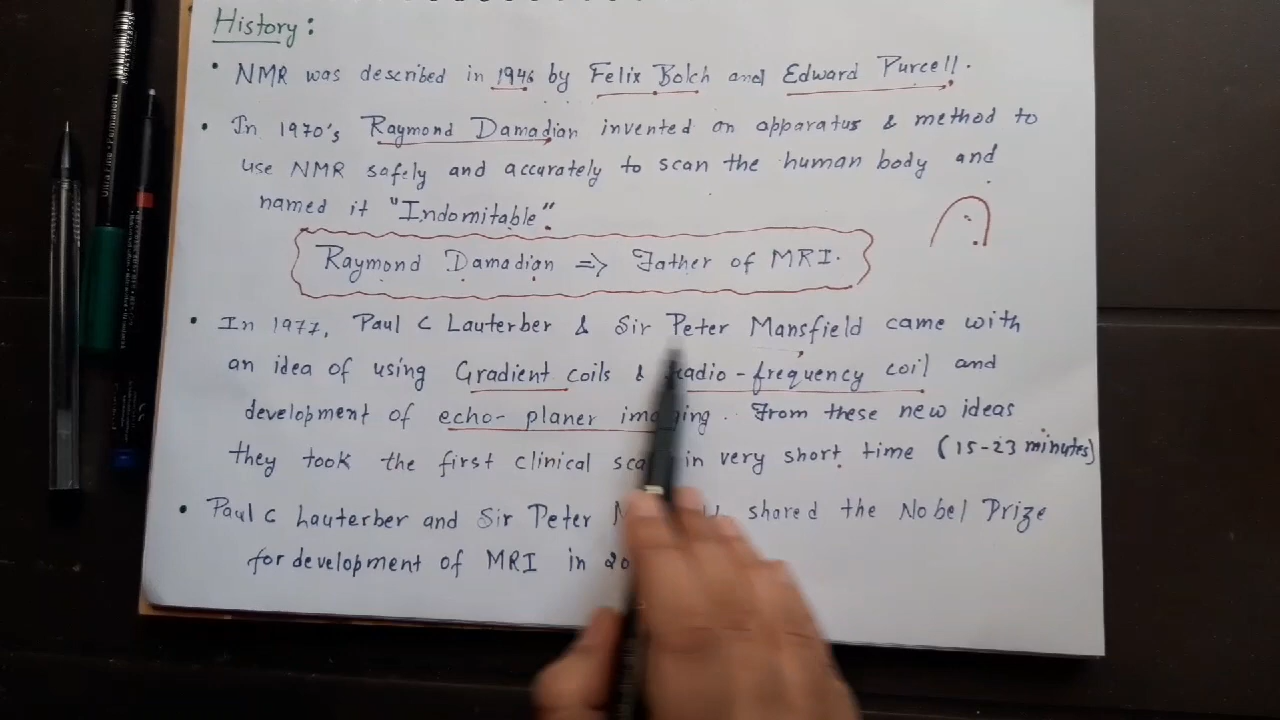 History:
• NMR was described in 1946 by Felix Bolch and Edward Purcell.
• In 1970's Raymond Damadian invented an apparatus & method to
use NMR safely and accurately to scan the human body and
named it "Indomitable".
Raymond Damadian => Father of MRI.
• In 1977, Paul C Lauterber & Sir Peter Mansfield came with
an idea of using Gradient coils & radio-frequency coil and
development of echo-planer imaging. From these new ideas
they took the first clinical scan in very short time (15-23 minutes)
• Paul C Lauterber and Sir Peter shared the Nobel Prize
for development of MRI in